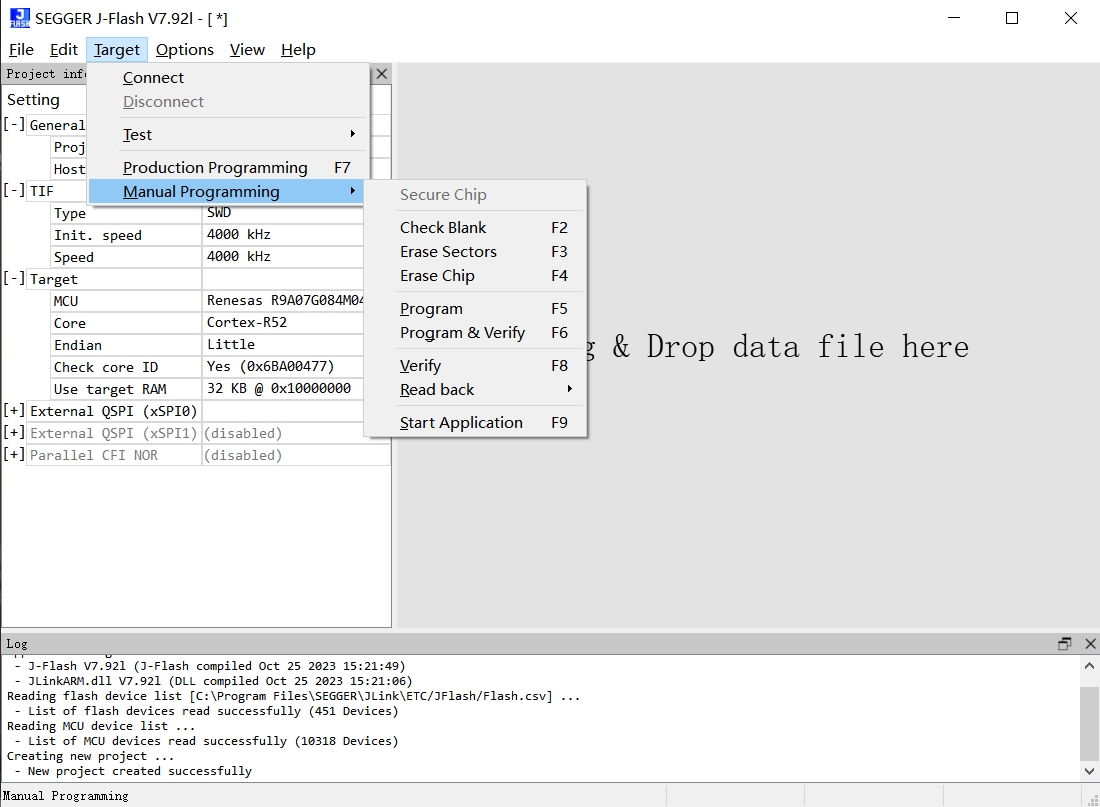 SEGGER J-Flash V7.92l - [ *]
File Edit Target Options View Help
Project info
Setting
[-] General
Proj
Host
[-] TIF
Type SWD
Init. speed 4000 kHz
Speed 4000 kHz
[-] Target
MCU Renesas R9A07G084M04
Core Cortex-R52
Endian Little
Check core ID Yes (0x6BA00477)
Use target RAM 32 KB @ 0x10000000
[+] External QSPI (xSPI0)
[+] External QSPI (xSPI1) (disabled)
[+] Parallel CFI NOR (disabled)
Connect
Disconnect
Test
Production Programming F7
Manual Programming
Secure Chip
Check Blank F2
Erase Sectors F3
Erase Chip F4
Program F5
Program & Verify F6
Verify F8
Read back
Start Application F9
& Drop data file here
Log
- J-Flash V7.92l (J-Flash compiled Oct 25 2023 15:21:49)
- JLinkARM.dll V7.92l (DLL compiled Oct 25 2023 15:21:06)
Reading flash device list [C:\Program Files\SEGGER\JLink\ETC/JFlash/Flash.csv] ...
- List of flash devices read successfully (451 Devices)
Reading MCU device list ...
- List of MCU devices read successfully (10318 Devices)
Creating new project ...
- New project created successfully
Manual Programming